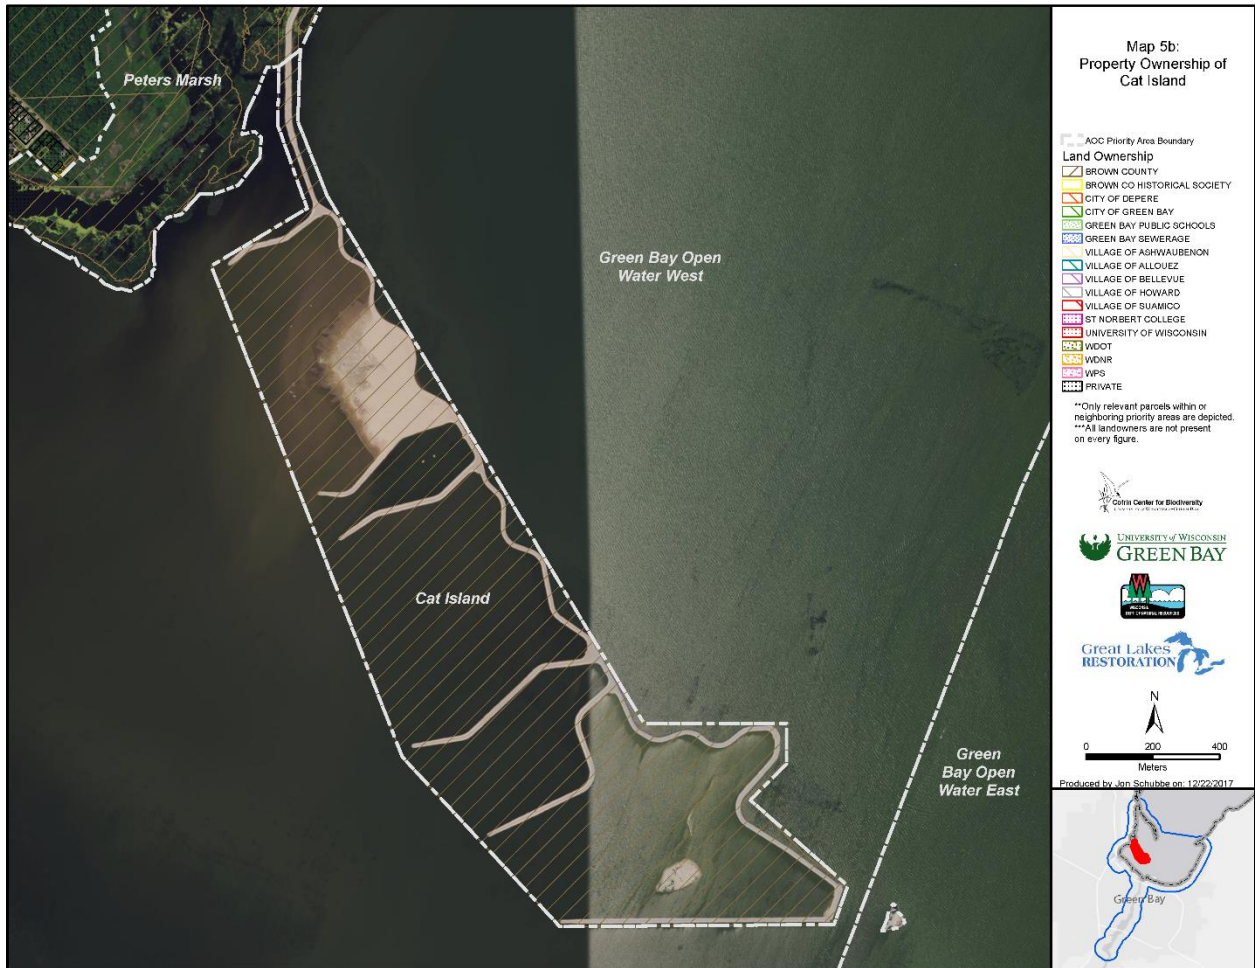 Peters Marsh
Green Bay Open
Water West
Cat Island
Green
Bay Open
Water East
Map 5b:
Property Ownership of
Cat Island
AOC Priority Area Boundary
Land Ownership
BROWN COUNTY
BROWN CO HISTORICAL SOCIETY
CITY OF DEPERE
CITY OF GREEN BAY
GREEN BAY PUBLIC SCHOOLS
GREEN BAY SEWERAGE
VILLAGE OF ASHWAUBENON
VILLAGE OF ALLOUEZ
VILLAGE OF BELLEVUE
VILLAGE OF HOWARD
VILLAGE OF SUAMICO
ST NORBERT COLLEGE
UNIVERSITY OF WISCONSIN
WDOT
WDNR
WPS
PRIVATE
**Only relevant parcels within or
neighboring priority areas are depicted.
***All landowners are not present
on every figure.
Cofrin Center for Biodiversity
UNIVERSITY of WISCONSIN
GREEN BAY
Great Lakes
RESTORATION
N
0 200 400
Meters
Produced by Jon Schubbe on: 12/22/2017
Green Bay